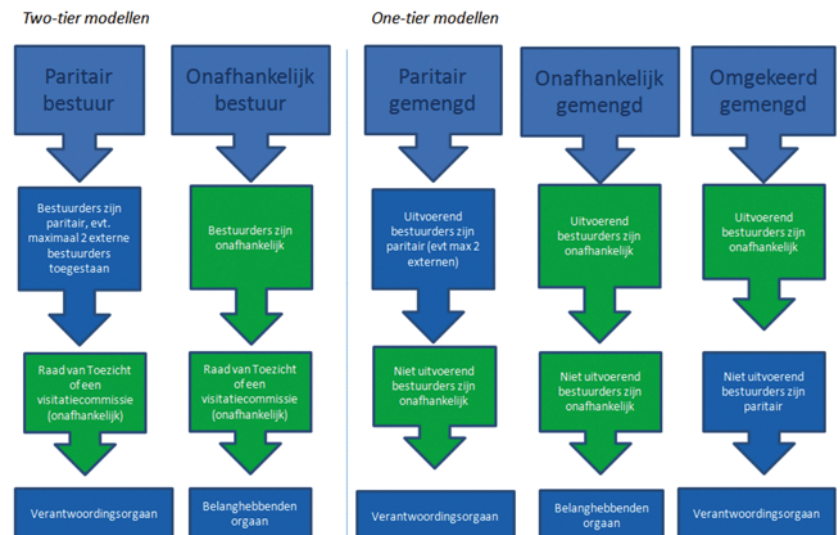 Two-tier modellen
One-tier modellen
Paritair
bestuur
Bestuurders zijn
paritair, evt.
maximaal 2 externe
bestuurders
toegestaan
Raad van Toezicht
of een
visitatiecommissie
(onafhankelijk)
Verantwoordingsorgaan
Onafhankelijk
bestuur
Bestuurders zijn
onafhankelijk
Raad van Toezicht
of een
visitatiecommissie
(onafhankelijk)
Belanghebbenden
orgaan
Paritair
gemengd
Uitvoerend
bestuurders zijn
paritair (evt max 2
externen)
Niet uitvoerend
bestuurders zijn
onafhankelijk
Verantwoordingsorgaan
Onafhankelijk
gemengd
Uitvoerend
bestuurders zijn
onafhankelijk
Niet uitvoerend
bestuurders zijn
onafhankelijk
Belanghebbenden
orgaan
Omgekeerd
gemengd
Uitvoerend
bestuurders zijn
onafhankelijk
Niet uitvoerend
bestuurders zijn
paritair
Verantwoordingsorgaan